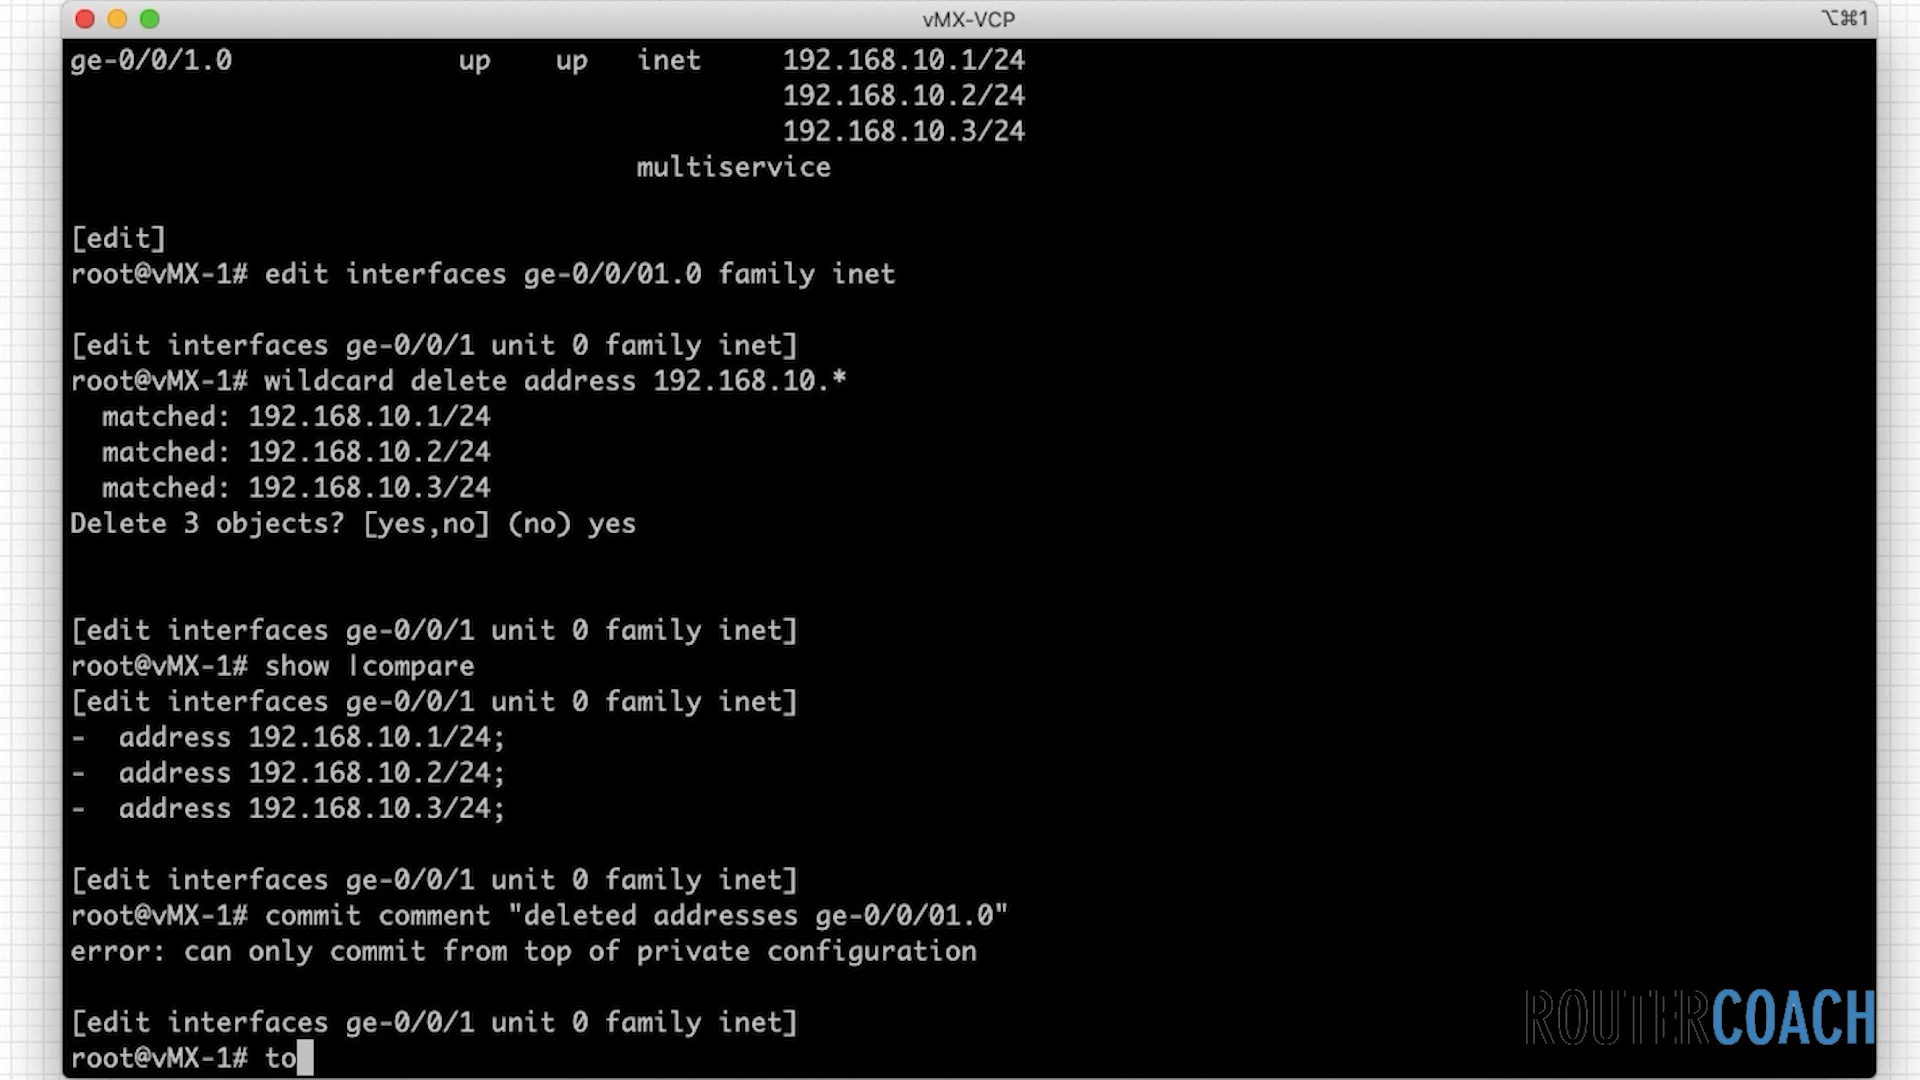 vMX-VCP
⌥⌘1
ge-0/0/1.0 up up inet 192.168.10.1/24
192.168.10.2/24
192.168.10.3/24
multiservice
[edit]
root@vMX-1# edit interfaces ge-0/0/01.0 family inet
[edit interfaces ge-0/0/1 unit 0 family inet]
root@vMX-1# wildcard delete address 192.168.10.*
matched: 192.168.10.1/24
matched: 192.168.10.2/24
matched: 192.168.10.3/24
Delete 3 objects? [yes,no] (no) yes
[edit interfaces ge-0/0/1 unit 0 family inet]
root@vMX-1# show |compare
[edit interfaces ge-0/0/1 unit 0 family inet]
-  address 192.168.10.1/24;
-  address 192.168.10.2/24;
-  address 192.168.10.3/24;
[edit interfaces ge-0/0/1 unit 0 family inet]
root@vMX-1# commit comment "deleted addresses ge-0/0/01.0"
error: can only commit from top of private configuration
[edit interfaces ge-0/0/1 unit 0 family inet]
root@vMX-1# to
ROUTERCOACH